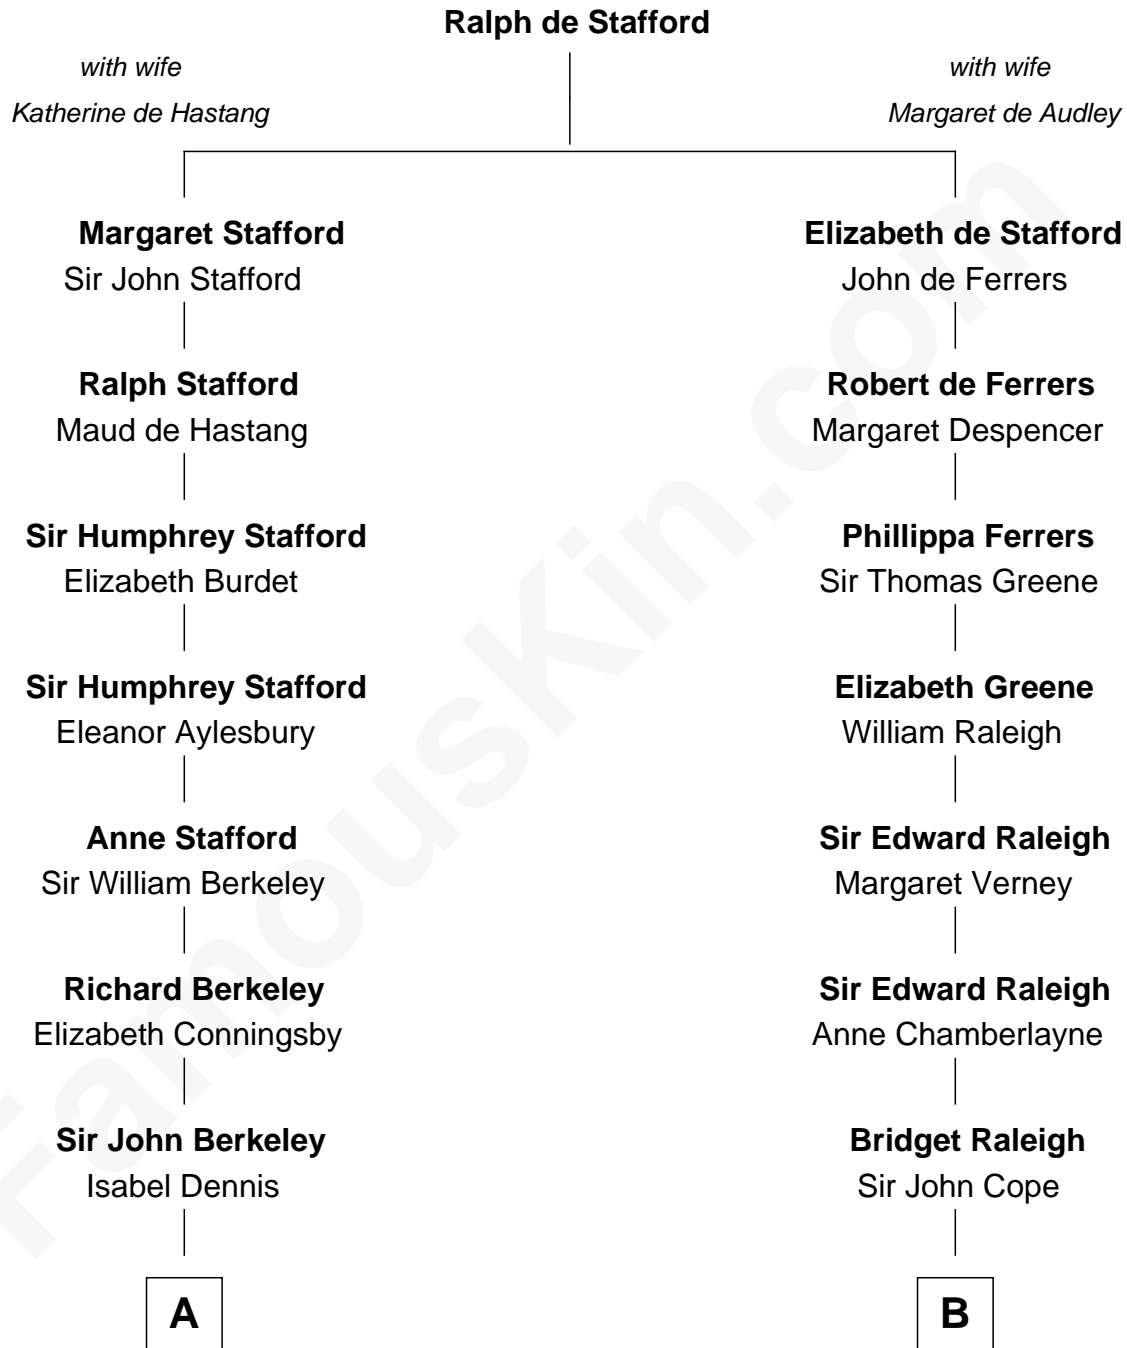 Ralph de Stafford
with wife
Katherine de Hastang
with wife
Margaret de Audley
Margaret Stafford
Sir John Stafford
Elizabeth de Stafford
John de Ferrers
Ralph Stafford
Maud de Hastang
Robert de Ferrers
Margaret Despencer
Sir Humphrey Stafford
Elizabeth Burdet
Phillippa Ferrers
Sir Thomas Greene
Sir Humphrey Stafford
Eleanor Aylesbury
Elizabeth Greene
William Raleigh
Anne Stafford
Sir William Berkeley
Sir Edward Raleigh
Margaret Verney
Richard Berkeley
Elizabeth Conningsby
Sir Edward Raleigh
Anne Chamberlayne
Sir John Berkeley
Isabel Dennis
Bridget Raleigh
Sir John Cope
A
B
FamousKin.com